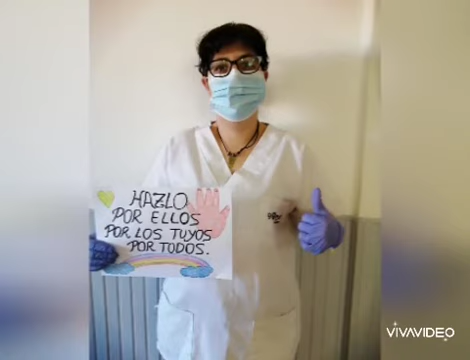 HAZLO
POR ELLOS
POR LOS TUYOS
POR TODOS.
VIVAVIDEO